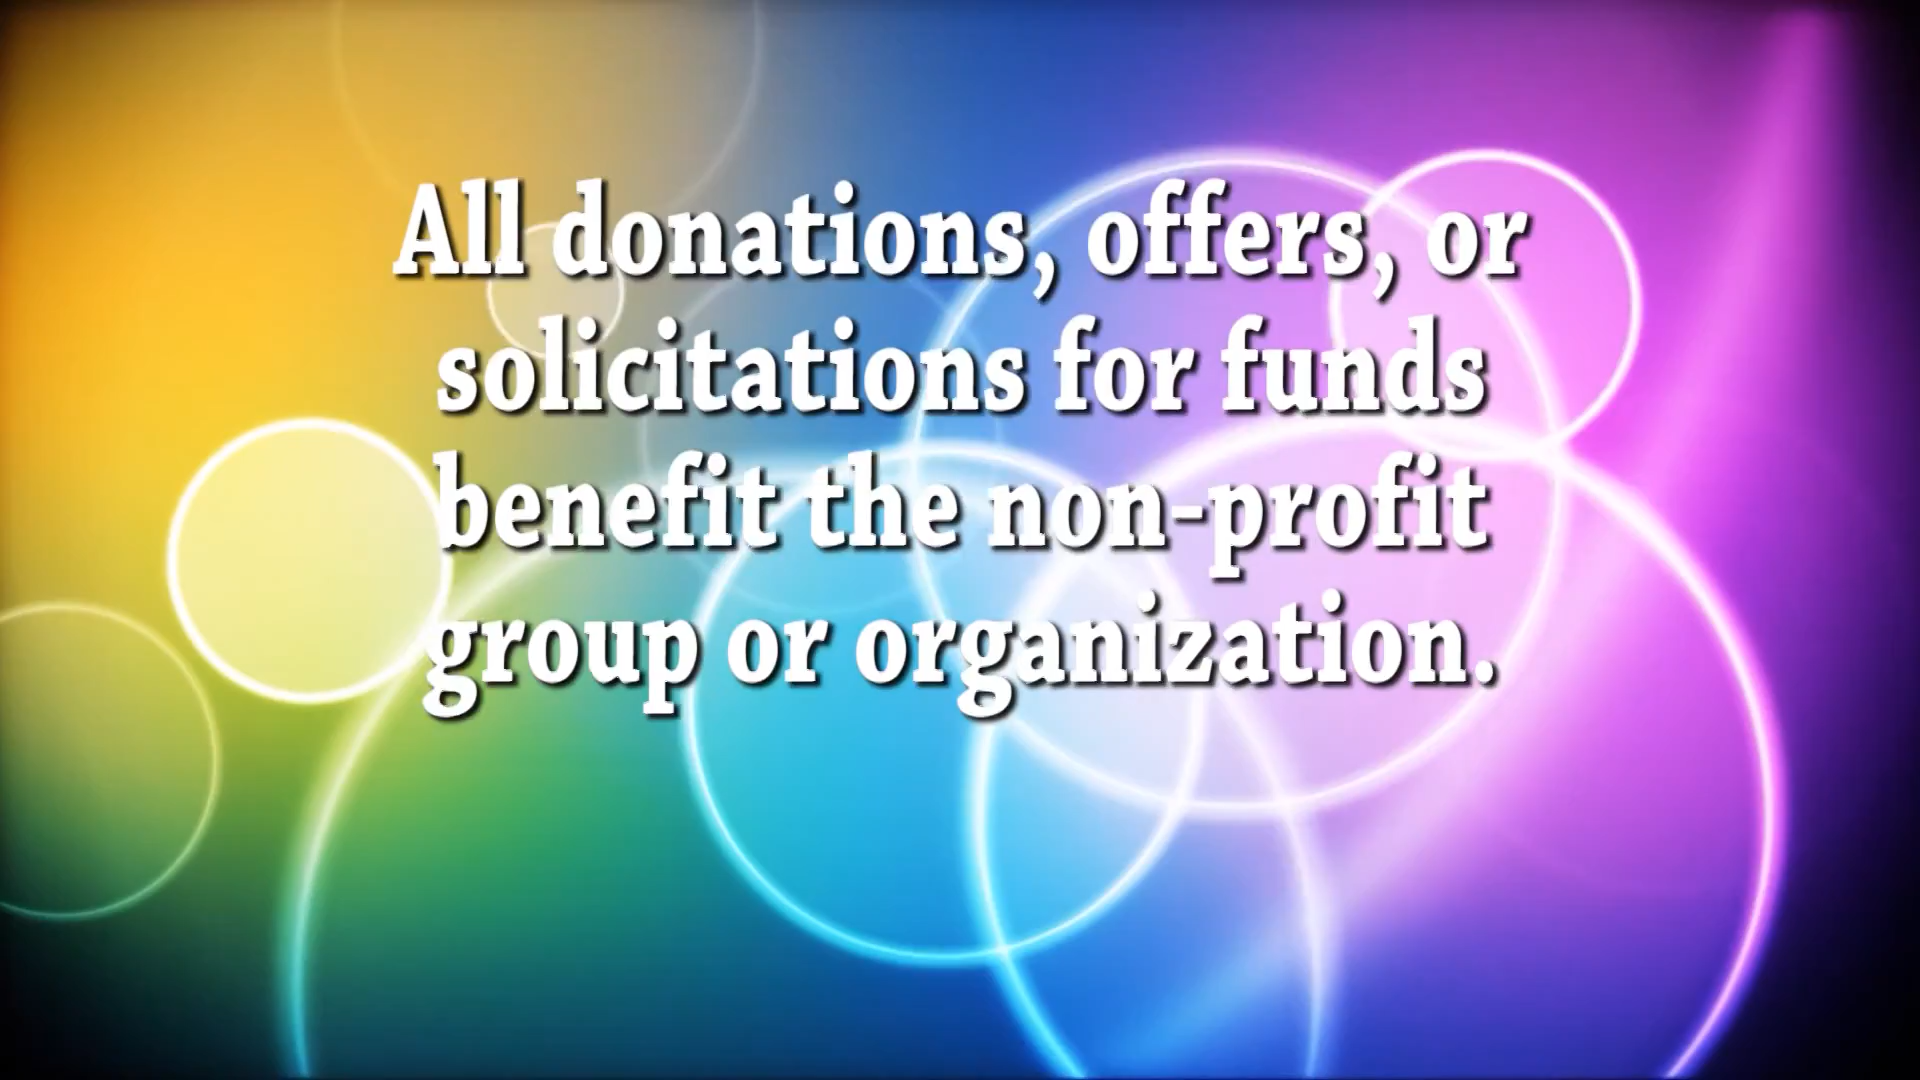 All donations, offers, or
solicitations for funds
benefit the non-profit
group or organization.